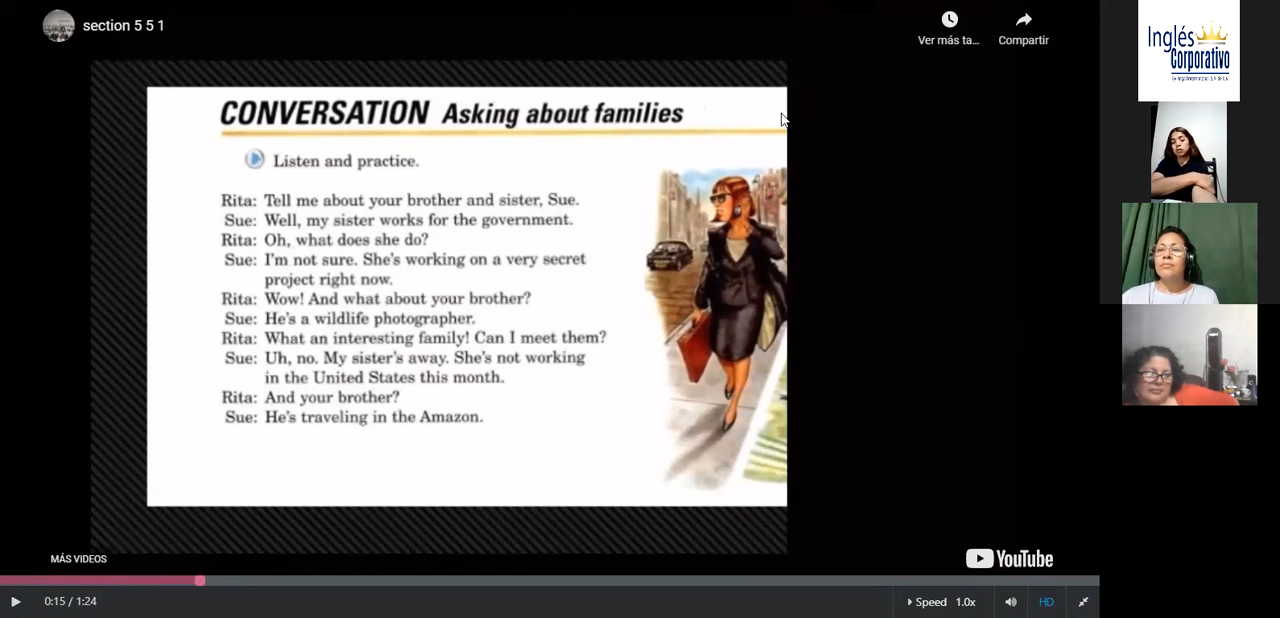 section 5 5 1
Ver más ta...
Compartir
Inglés
Corporativo
CONVERSATION Asking about families
Listen and practice.
Rita: Tell me about your brother and sister, Sue.
Sue: Well, my sister works for the government.
Rita: Oh, what does she do?
Sue: I'm not sure. She's working on a very secret
project right now.
Rita: Wow! And what about your brother?
Sue: He's a wildlife photographer.
Rita: What an interesting family! Can I meet them?
Sue: Uh, no. My sister's away. She's not working
in the United States this month.
Rita: And your brother?
Sue: He's traveling in the Amazon.
MÁS VIDEOS
YouTube
0:15 / 1:24
Speed 1.0x
HD